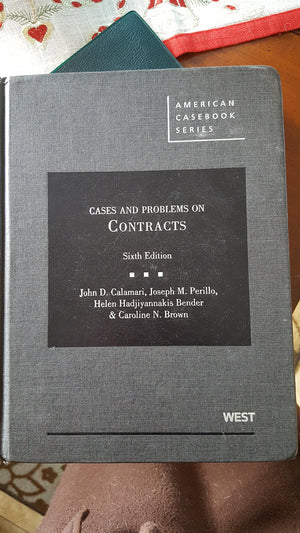 AMERICAN
CASEBOOK
SERIES
CASES AND PROBLEMS ON
CONTRACTS
Sixth Edition
John D. Calamari, Joseph M. Perillo,
Helen Hadjiyannakis Bender
& Caroline N. Brown
WEST